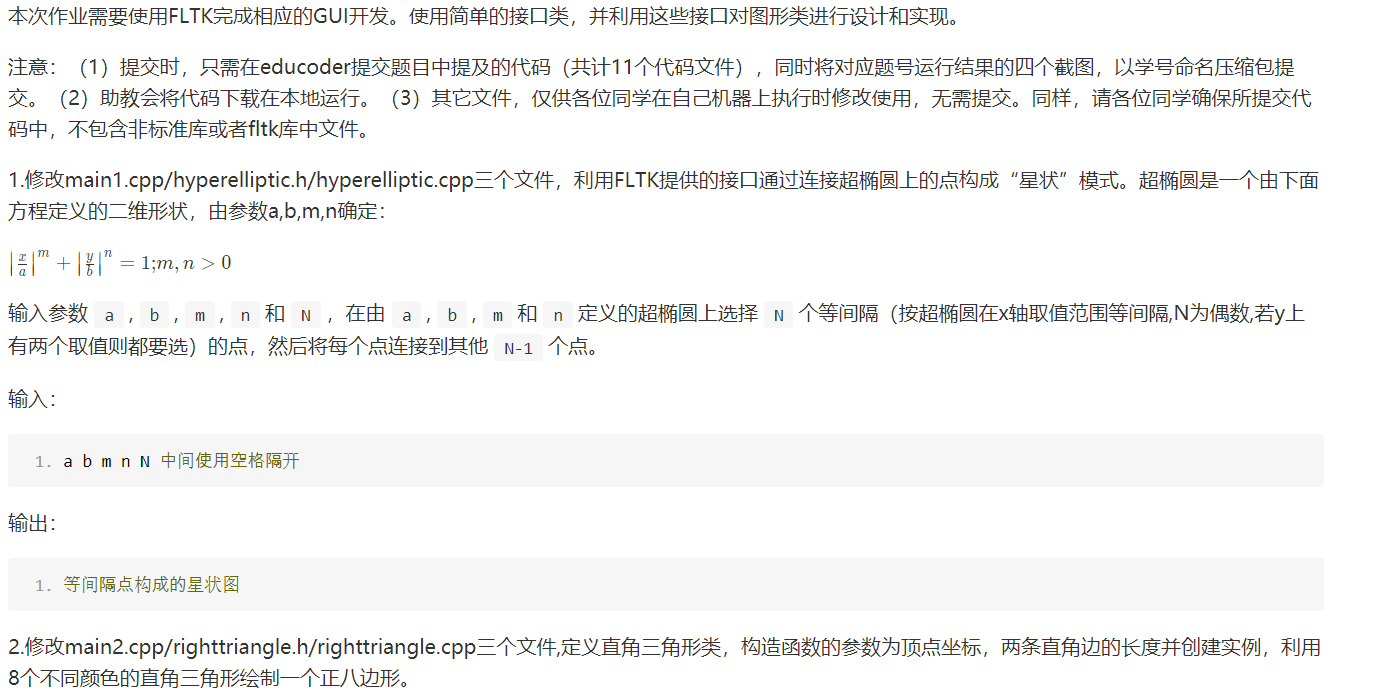 本次作业需要使用FLTK完成相应的GUI开发。使用简单的接口类，并利用这些接口对图形类进行设计和实现。
注意：（1）提交时，只需在educoder提交题目中提及的代码（共计11个代码文件），同时将对应题号运行结果的四个截图，以学号命名压缩包提
交。（2）助教会将代码下载在本地运行。（3）其它文件，仅供各位同学在自己机器上执行时修改使用，无需提交。同样，请各位同学确保所提交代
码中，不包含非标准库或者fltk库中文件。
1.修改main1.cpp/hyperelliptic.h/hyperelliptic.cpp三个文件，利用FLTK提供的接口通过连接超椭圆上的点构成“星状”模式。超椭圆是一个由下面
方程定义的二维形状，由参数a,b,m,n确定：
|x/a|^m + |y/b|^n = 1;m, n > 0
输入参数 a , b , m , n 和 N ，在由 a , b , m 和 n 定义的超椭圆上选择 N 个等间隔（按超椭圆在x轴取值范围等间隔,N为偶数,若y上
有两个取值则都要选）的点，然后将每个点连接到其他 N-1 个点。
输入：
1. a b m n N 中间使用空格隔开
输出：
1. 等间隔点构成的星状图
2.修改main2.cpp/righttriangle.h/righttriangle.cpp三个文件,定义直角三角形类，构造函数的参数为顶点坐标，两条直角边的长度并创建实例，利用
8个不同颜色的直角三角形绘制一个正八边形。